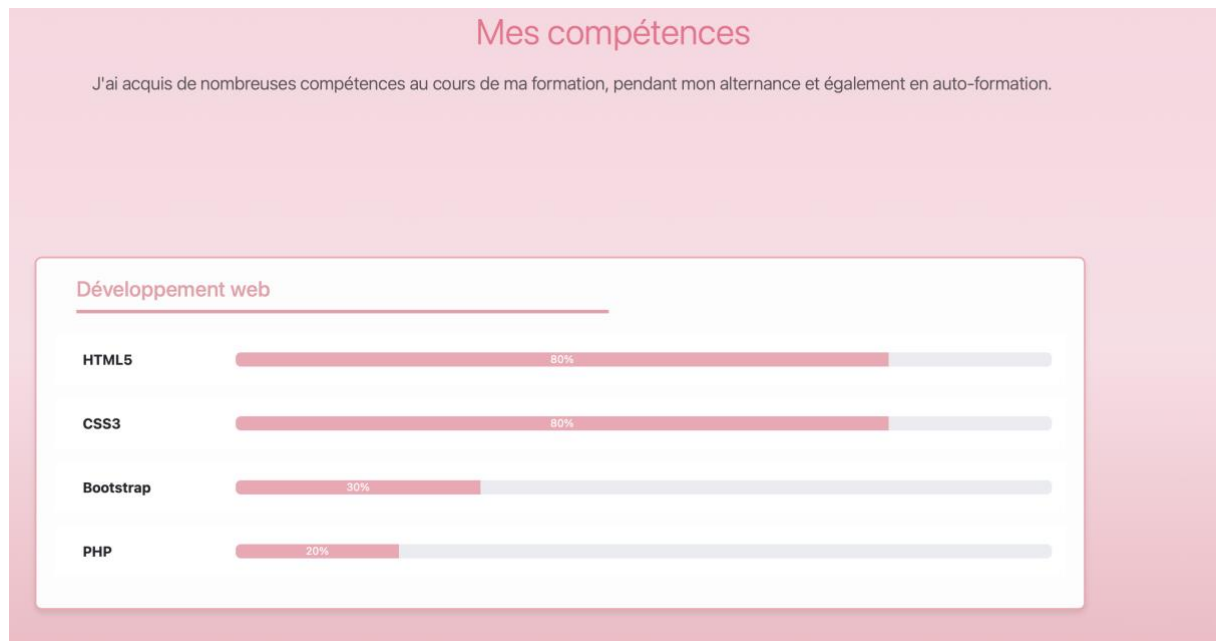 Mes compétences
J'ai acquis de nombreuses compétences au cours de ma formation, pendant mon alternance et également en auto-formation.
Développement web
HTML5 80%
CSS3 80%
Bootstrap 30%
PHP 20%